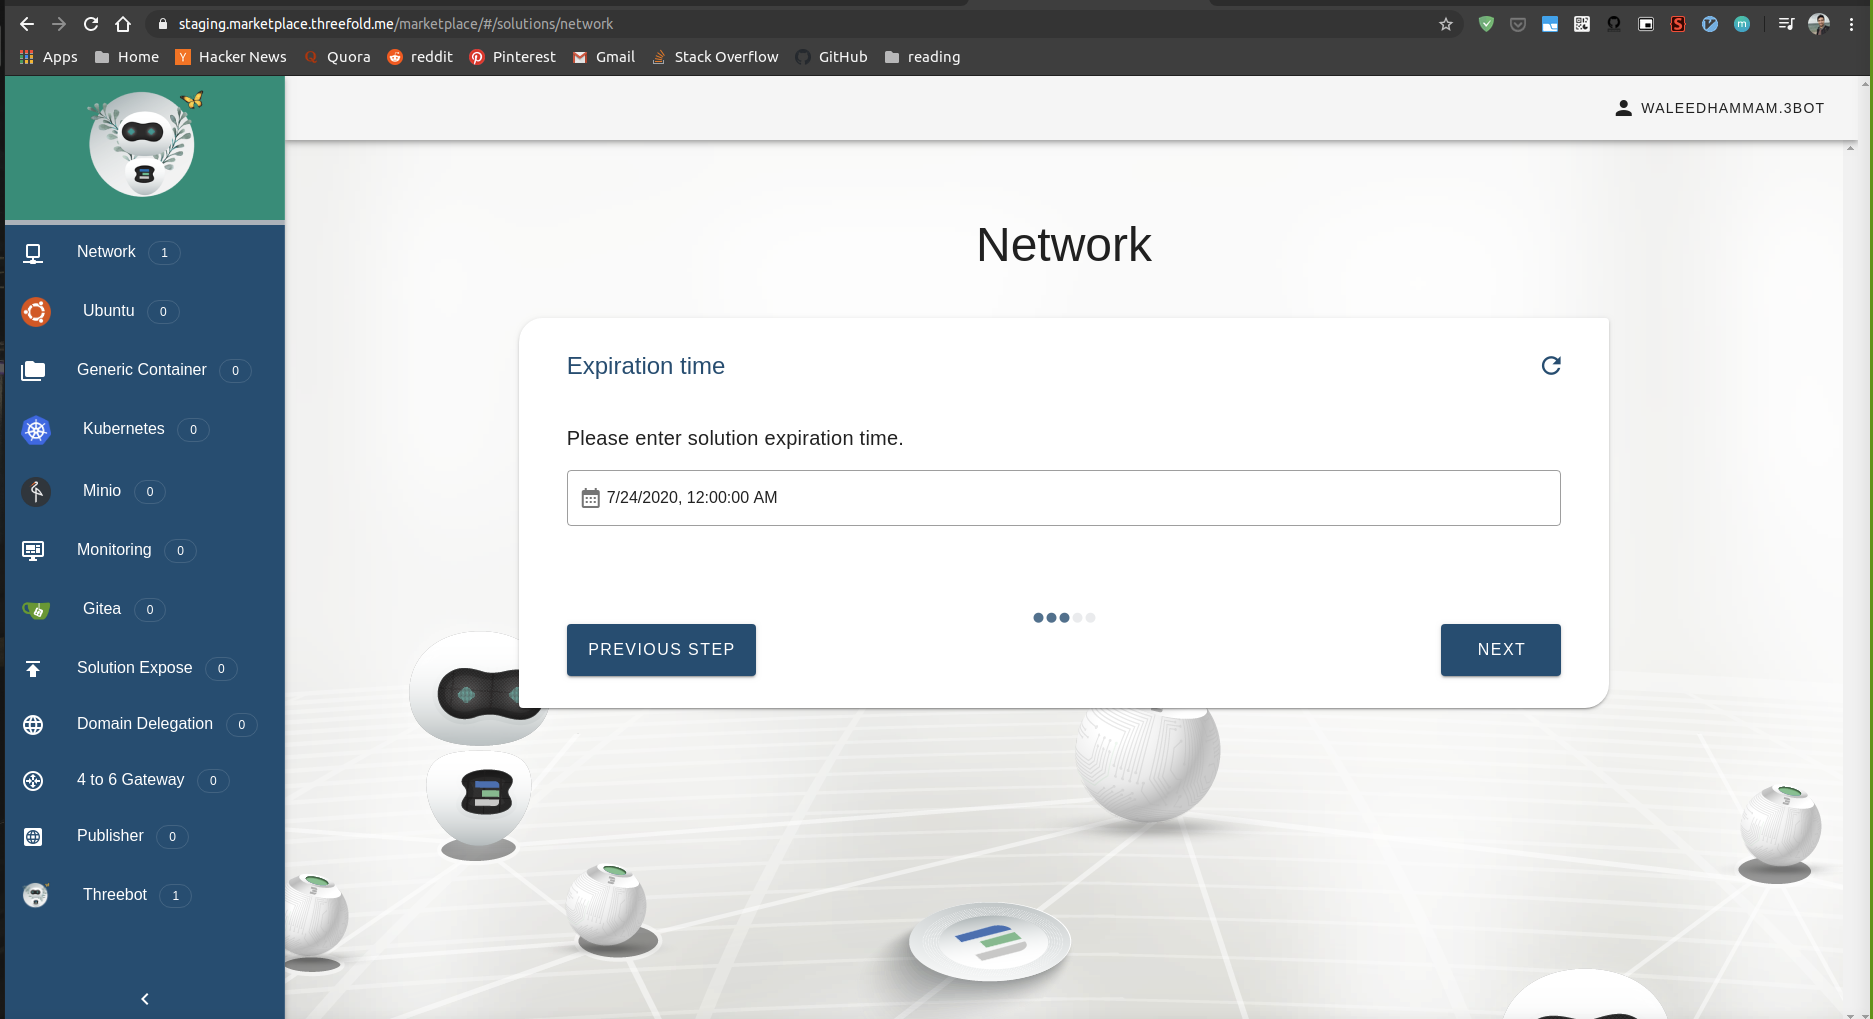 staging.marketplace.threefold.me/marketplace/#/solutions/network
Apps Home Hacker News Quora reddit Pinterest Gmail Stack Overflow GitHub reading
WALEEDHAMMAM.3BOT
Network 1
Ubuntu 0
Generic Container 0
Kubernetes 0
Minio 0
Monitoring 0
Gitea 0
Solution Expose 0
Domain Delegation 0
4 to 6 Gateway 0
Publisher 0
Threebot 1
Network
Expiration time
Please enter solution expiration time.
7/24/2020, 12:00:00 AM
PREVIOUS STEP
NEXT